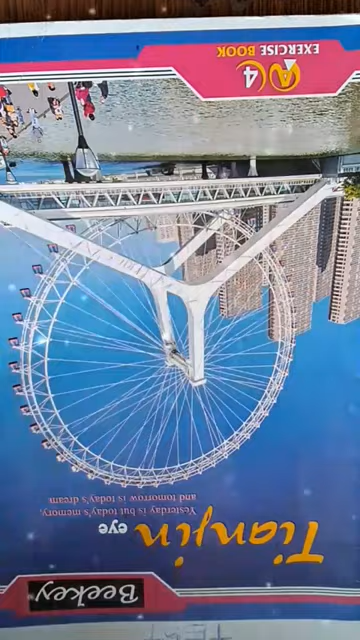 Beekey
Tianjin eye
Yesterday is but today's memory,
and tomorrow is today's dream
A4
EXERCISE BOOK